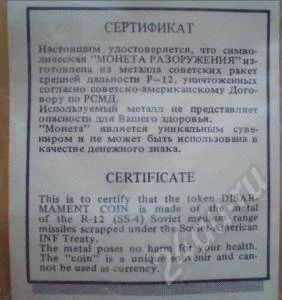 СЕРТИФИКАТ
Настоящим удостоверяется, что симво-
лическая "МОНЕТА РАЗОРУЖЕНИЯ" из-
готовлена из металла советских ракет
средней дальности Р-12, уничтоженных
согласно советско-американскому Дого-
вору по РСМД.
Используемый металл не представляет
опасности для Вашего здоровья.
"Монета" является уникальным суве-
ниром и не может быть использована в
качестве денежного знака.
CERTIFICATE
This is to certify that the token DISAR-
MAMENT COIN is made of the metal
of the R-12 (SS-4) Soviet medium range
missiles scrapped under the Soviet-American
INF Treaty.
The metal poses no harm for your health.
The "coin" is a unique souvenir and can-
not be used as currency.